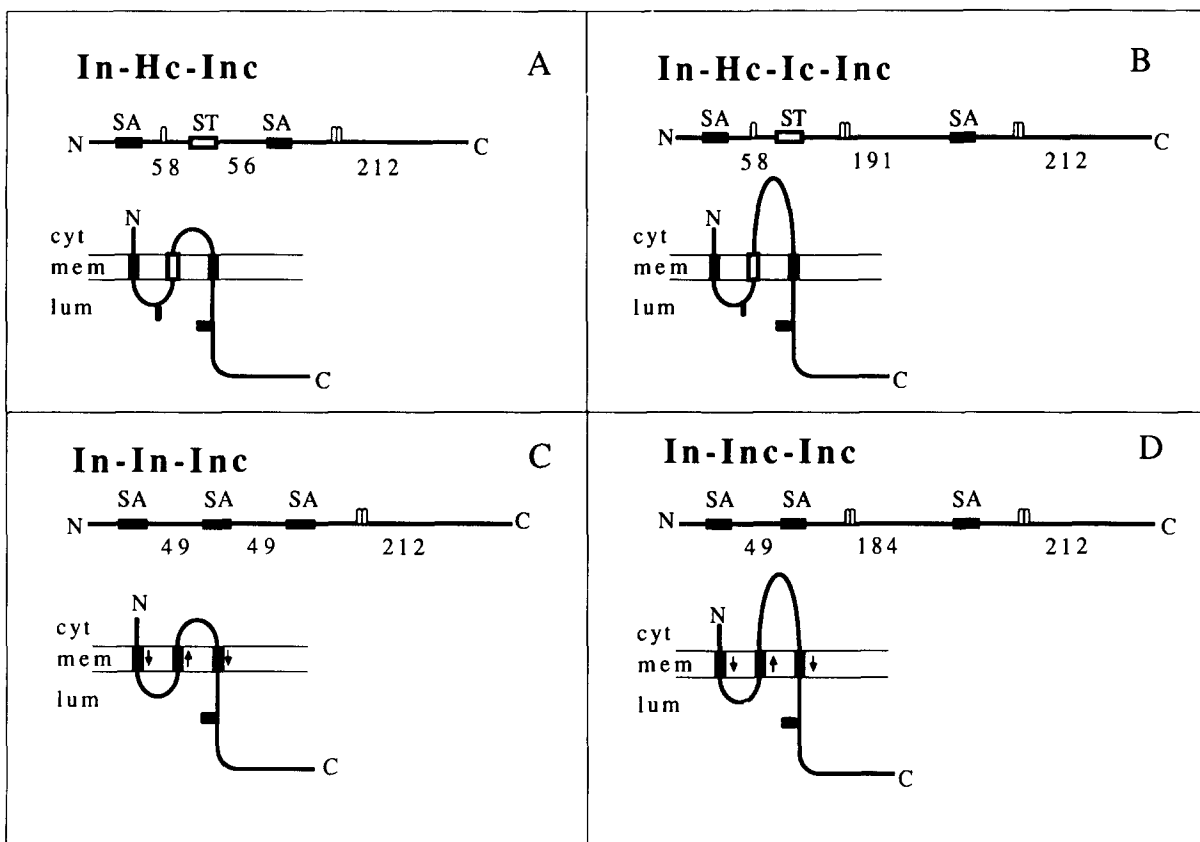 In-Hc-Inc
A
SA ST SA
N C
58 56 212
N
cyt
mem
lum
C
In-Hc-Ic-Inc
B
SA ST SA
N C
58 191 212
N
cyt
mem
lum
C
In-In-Inc
C
SA SA SA
N C
49 49 212
N
cyt
mem
lum
C
In-Inc-Inc
D
SA SA SA
N C
49 184 212
N
cyt
mem
lum
C